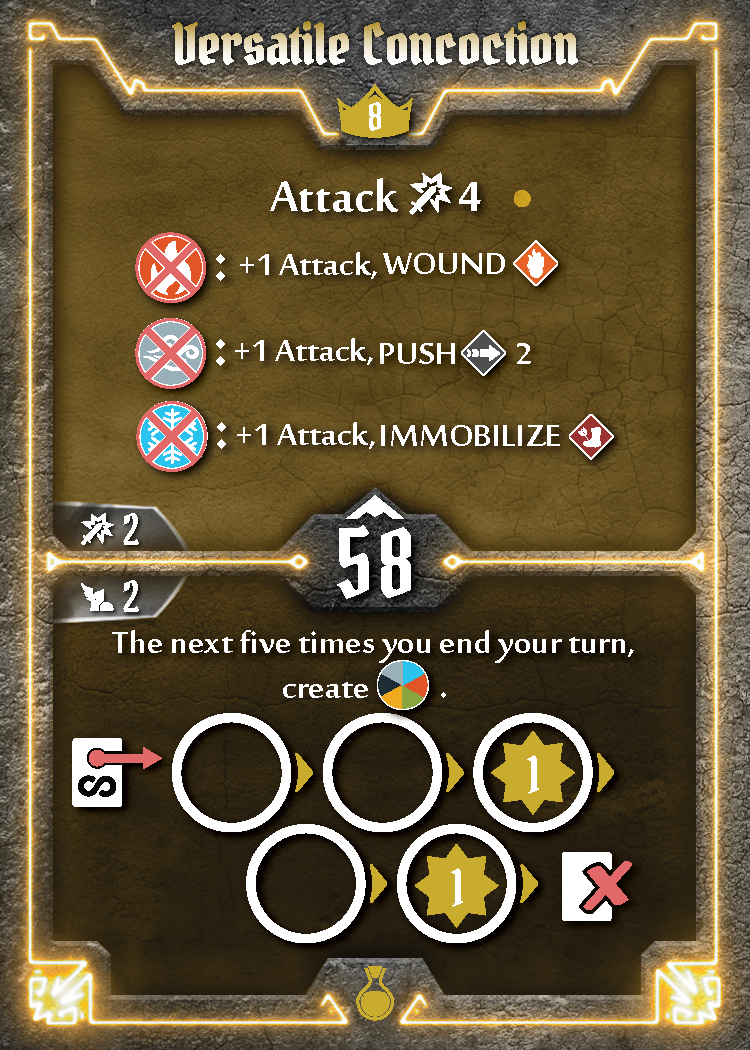 Versatile Concoction
8
Attack 4
: +1 Attack, WOUND
: +1 Attack, PUSH 2
: +1 Attack, IMMOBILIZE
2
58
2
The next five times you end your turn,
create .
S
1
1